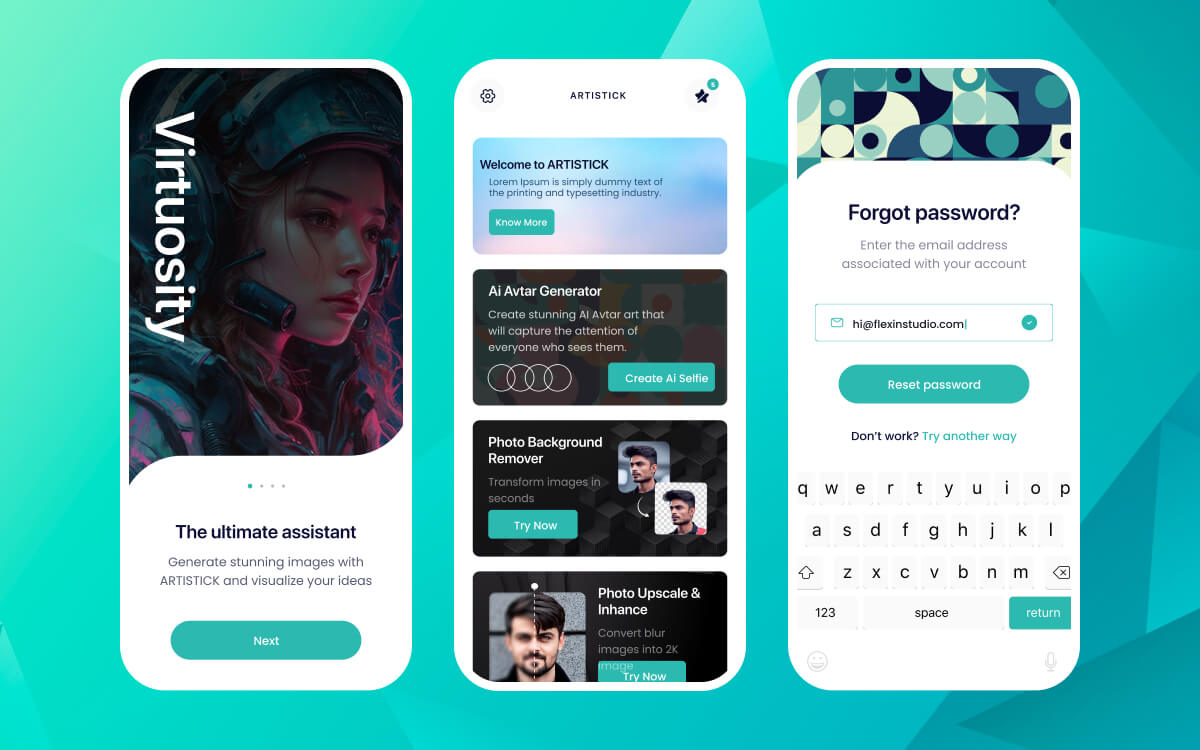 Virtuosity
The ultimate assistant
Generate stunning images with
ARTISTICK and visualize your ideas
Next
ARTISTICK
5
Welcome to ARTISTICK
Lorem Ipsum is simply dummy text of
the printing and typesetting industry.
Know More
Ai Avtar Generator
Create stunning AI Avtar art that
will capture the attention of
everyone who sees them.
Create Ai Selfie
Photo Background
Remover
Transform images in
seconds
Try Now
Photo Upscale &
Inhance
Convert blur
images into 2K
image
Try Now
Forgot password?
Enter the email address
associated with your account
hi@flexinstudio.com
Reset password
Don't work? Try another way
q w e r t y u i o p
a s d f g h j k l
z x c v b n m
123 space return